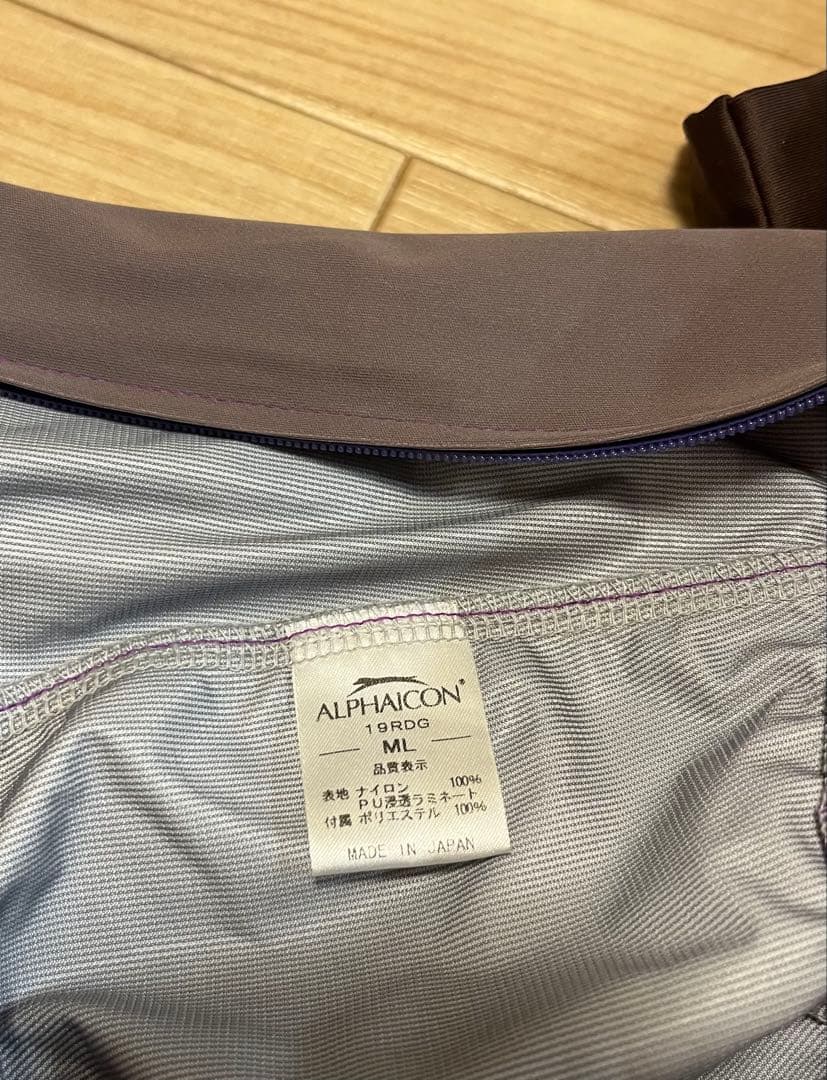 ALPHAICON®
19RDG
ML
品質表示
表地 ナイロン 100%
PU浸透ラミネート
付属 ポリエステル 100%
MADE IN JAPAN